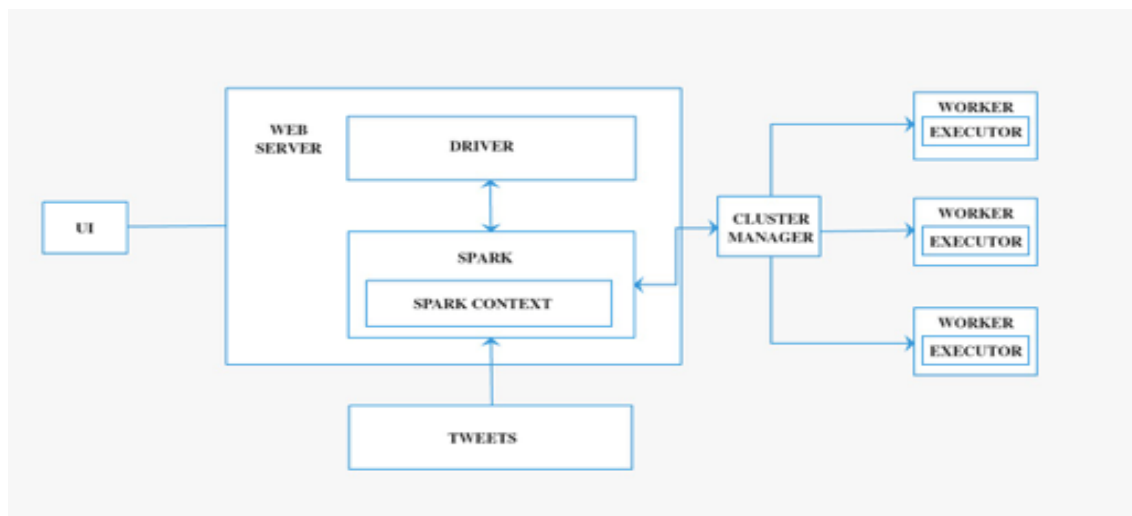 WEB
SERVER
DRIVER
UI
SPARK
SPARK CONTEXT
TWEETS
CLUSTER
MANAGER
WORKER
EXECUTOR
WORKER
EXECUTOR
WORKER
EXECUTOR